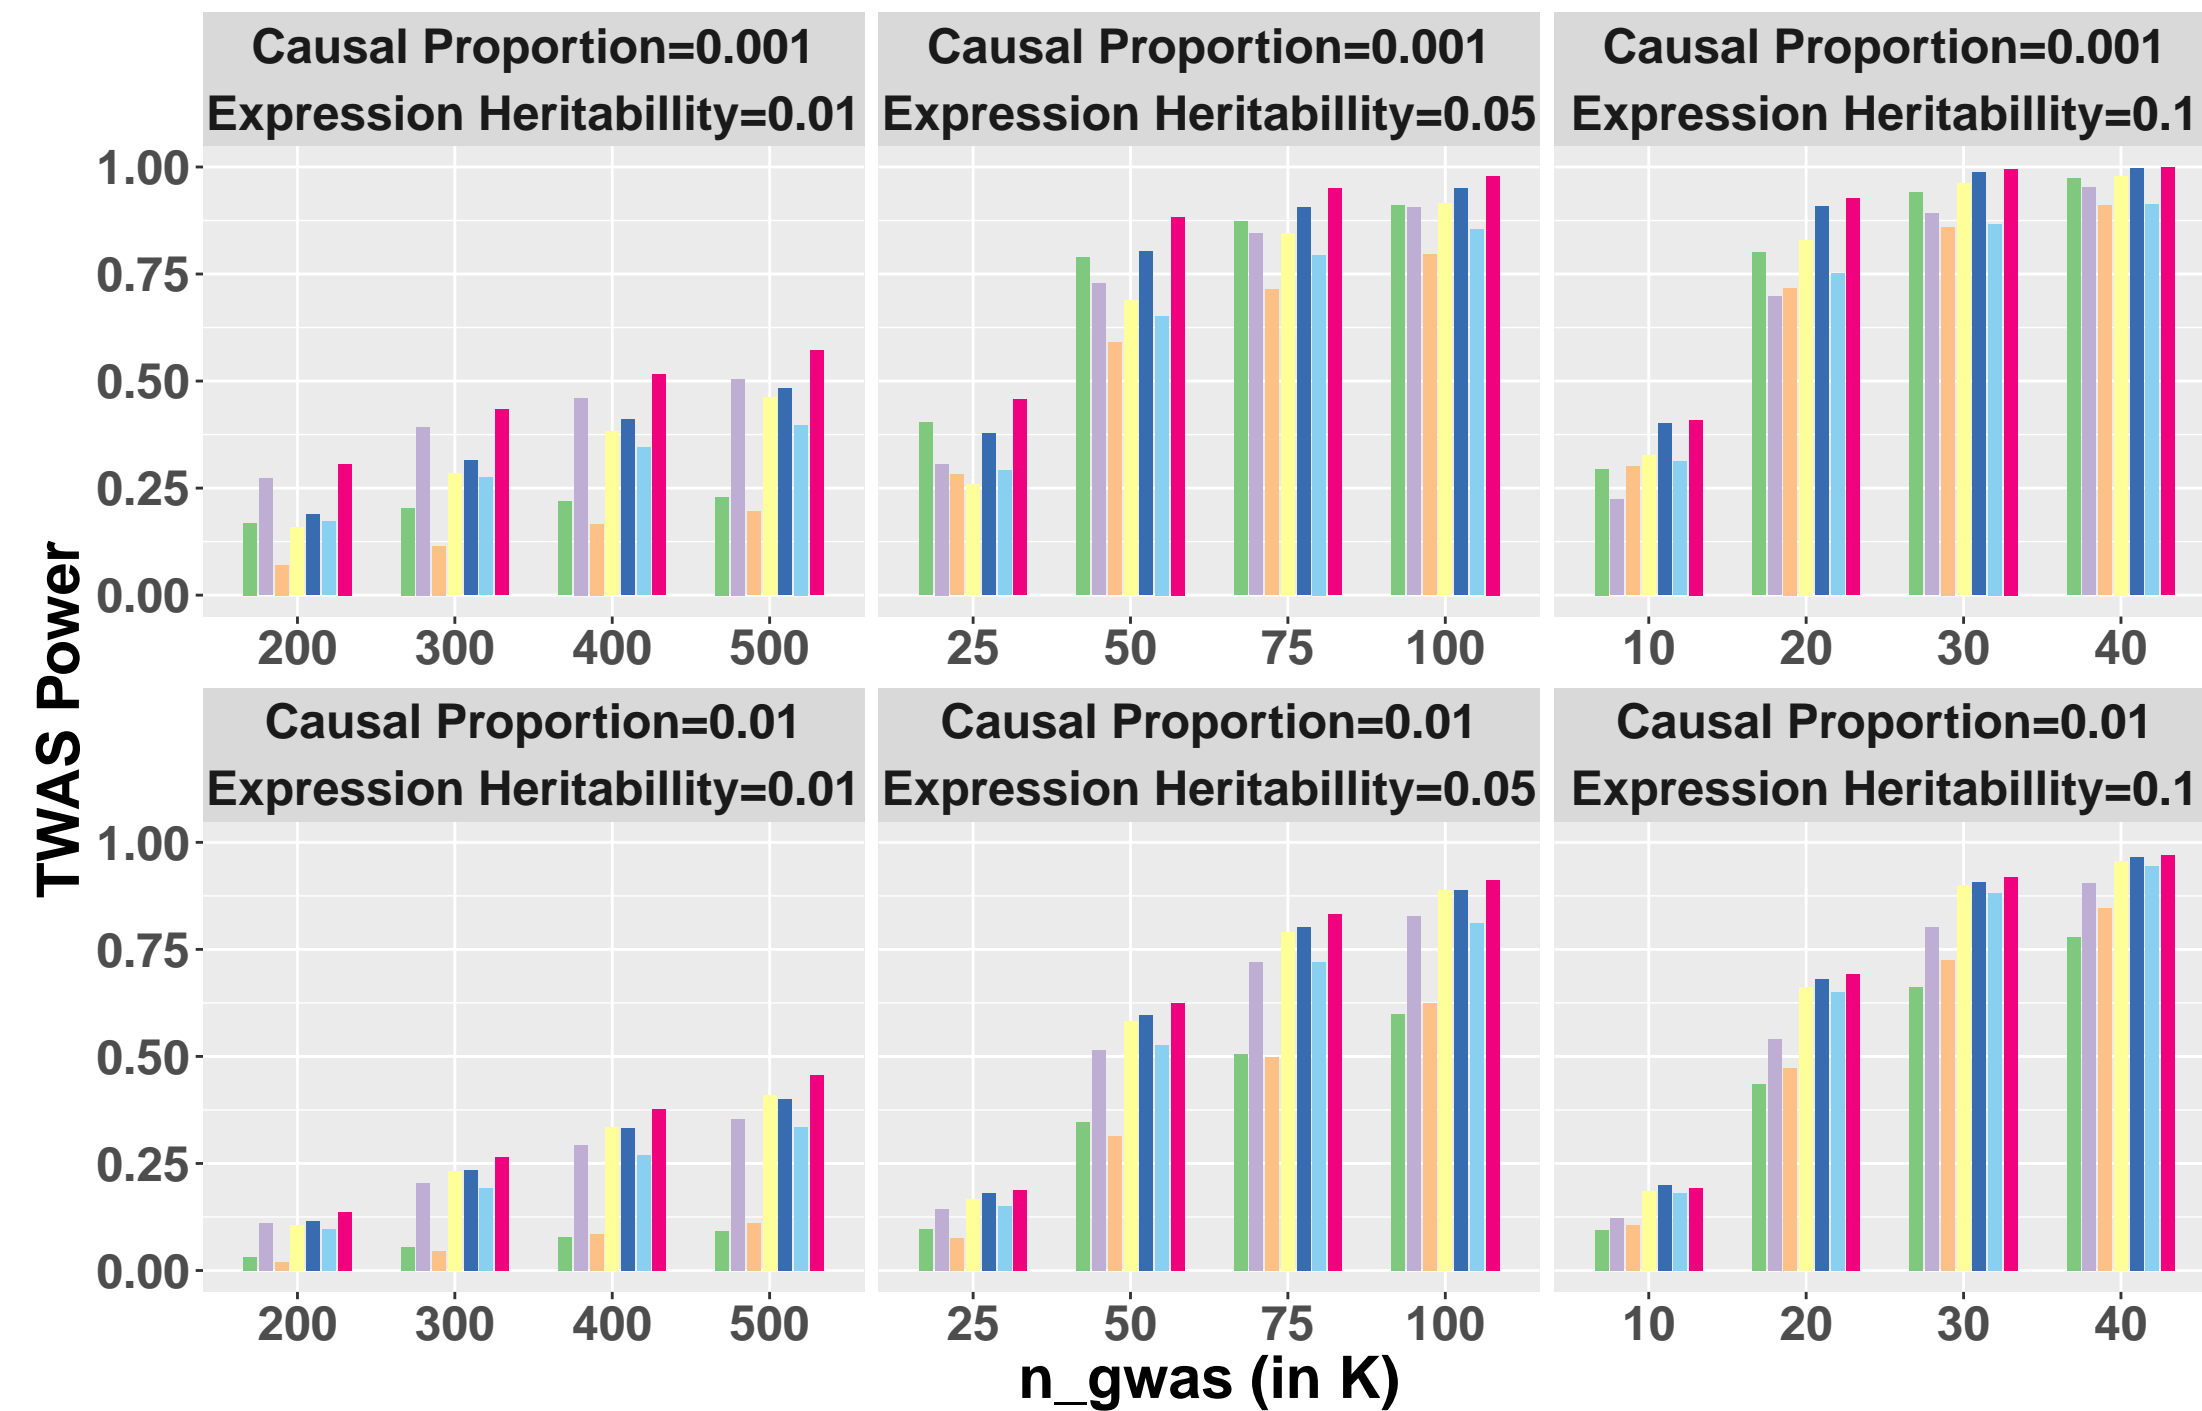 Causal Proportion=0.001
Expression Heritabillity=0.01
Causal Proportion=0.001
Expression Heritabillity=0.05
Causal Proportion=0.001
Expression Heritabillity=0.1
1.00
0.75
0.50
0.25
0.00
200 300 400 500
25 50 75 100
10 20 30 40
TWAS Power
Causal Proportion=0.01
Expression Heritabillity=0.01
Causal Proportion=0.01
Expression Heritabillity=0.05
Causal Proportion=0.01
Expression Heritabillity=0.1
1.00
0.75
0.50
0.25
0.00
200 300 400 500
25 50 75 100
10 20 30 40
n_gwas (in K)